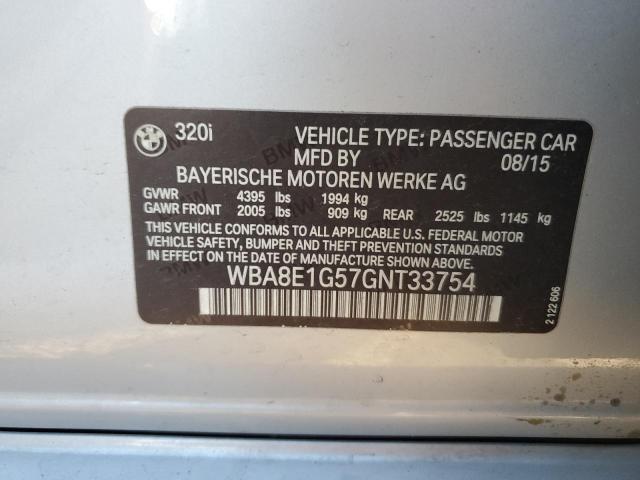 320i VEHICLE TYPE: PASSENGER CAR
MFD BY 08/15
BAYERISCHE MOTOREN WERKE AG
GVWR 4395 lbs 1994 kg
GAWR FRONT 2005 lbs 909 kg REAR 2525 lbs 1145 kg
THIS VEHICLE CONFORMS TO ALL APPLICABLE U.S. FEDERAL MOTOR
VEHICLE SAFETY, BUMPER AND THEFT PREVENTION STANDARDS
IN EFFECT ON THE DATE OF MANUFACTURE SHOWN ABOVE.
WBA8E1G57GNT33754
2 122 606